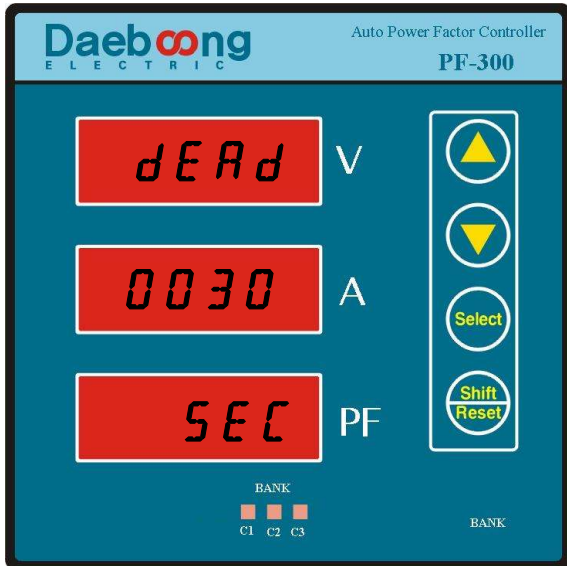 Daeboong
ELECTRIC
Auto Power Factor Controller
PF-300
dEAd V
0030 A
SEC PF
Select
Shift
Reset
BANK
C1 C2 C3
BANK